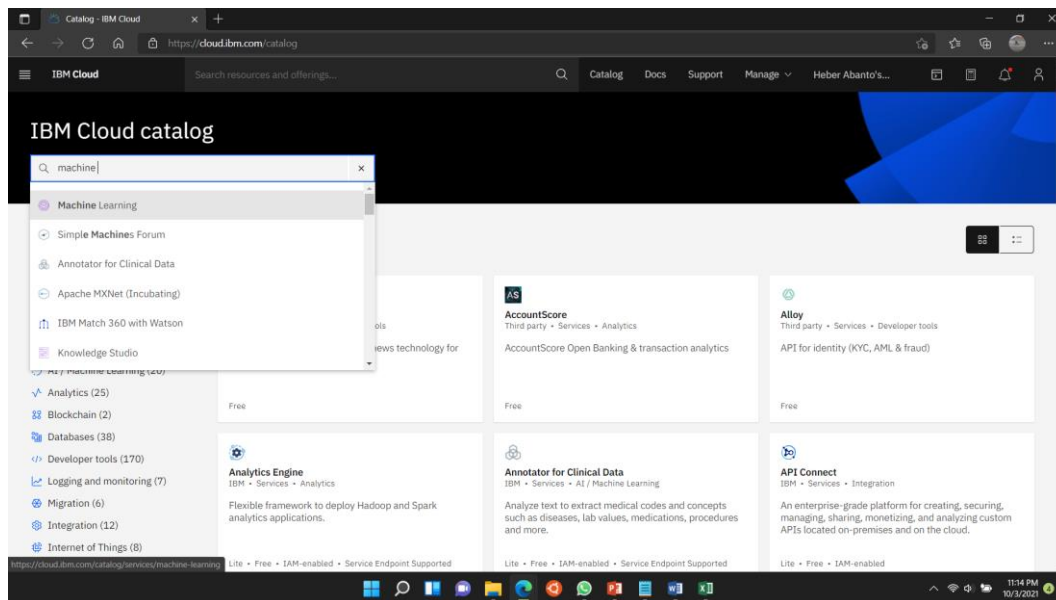 Catalog - IBM Cloud
https://cloud.ibm.com/catalog
IBM Cloud
Search resources and offerings...
Catalog
Docs
Support
Manage
Heber Abanto's...
IBM Cloud catalog
machine
Machine Learning
Simple Machines Forum
Annotator for Clinical Data
Apache MXNet (Incubating)
IBM Match 360 with Watson
Knowledge Studio
AI / Machine Learning (20)
Analytics (25)
Blockchain (2)
Databases (38)
Developer tools (170)
Logging and monitoring (7)
Migration (6)
Integration (12)
Internet of Things (8)
https://cloud.ibm.com/catalog/services/machine-learning
ols
ews technology for
Free
AS
AccountScore
Third party • Services • Analytics
AccountScore Open Banking & transaction analytics
Free
Alloy
Third party • Services • Developer tools
API for identity (KYC, AML & fraud)
Free
Analytics Engine
IBM • Services • Analytics
Flexible framework to deploy Hadoop and Spark
analytics applications.
Lite • Free • IAM-enabled • Service Endpoint Supported
Annotator for Clinical Data
IBM • Services • AI / Machine Learning
Analyze text to extract medical codes and concepts
such as diseases, lab values, medications, procedures
and more.
Lite • Free • IAM-enabled • Service Endpoint Supported
API Connect
IBM • Services • Integration
An enterprise-grade platform for creating, securing,
managing, sharing, monetizing, and analyzing custom
APIs located on-premises and on the cloud.
Lite • Free • IAM-enabled
11:14 PM
10/3/2021